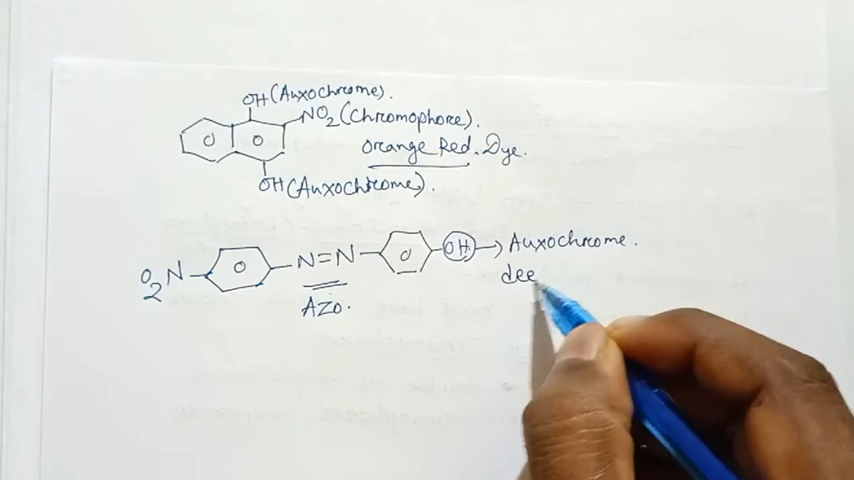 OH (Auxochrome).
NO2 (Chromophore).
Orange Red. Dye.
OH (Auxochrome).
O2N N=N OH → Auxochrome.
dee
Azo.